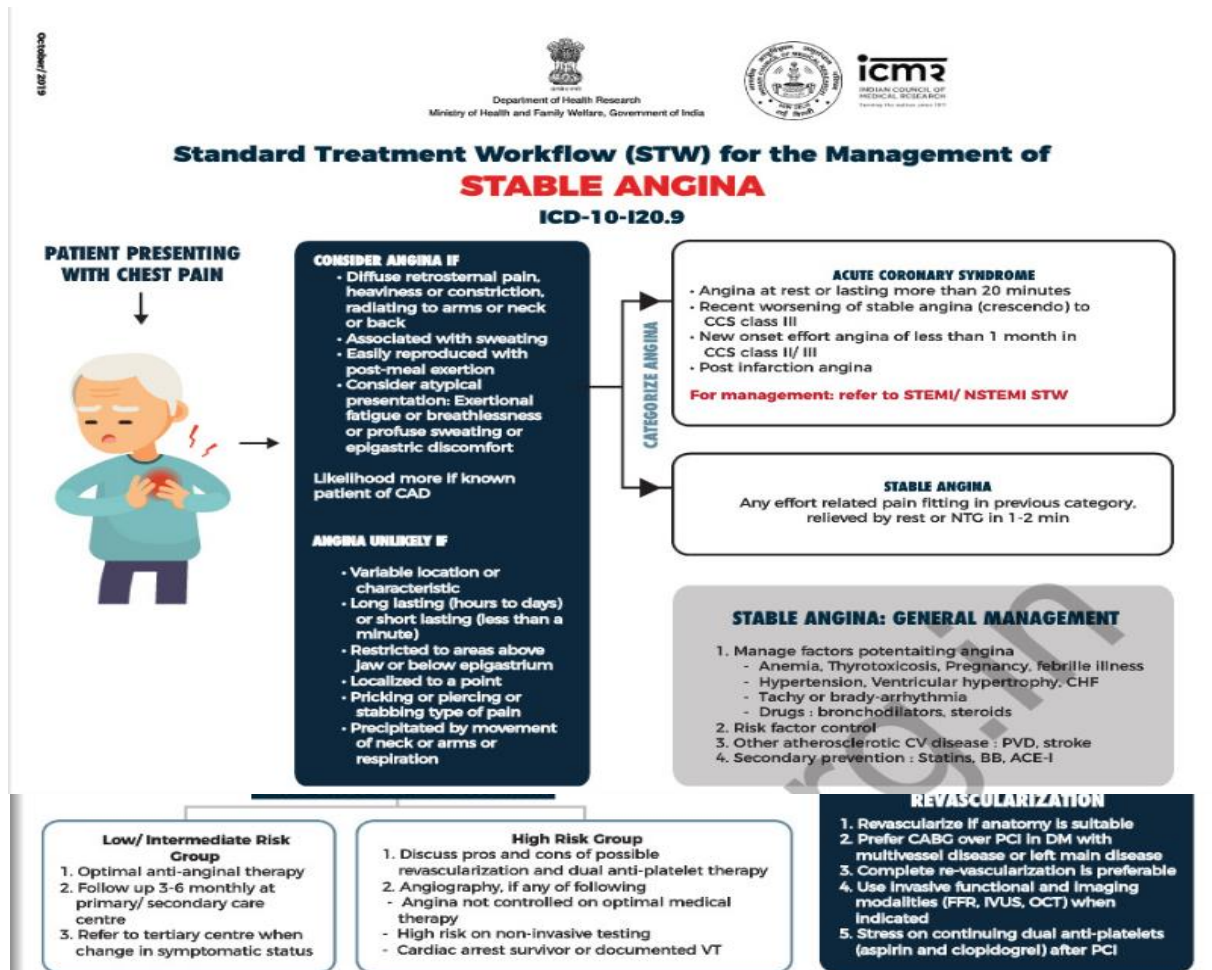 October/2019
Department of Health Research
Ministry of Health and Family Welfare, Government of India
icmr
INDIAN COUNCIL OF
MEDICAL RESEARCH
Standard Treatment Workflow (STW) for the Management of
STABLE ANGINA
ICD-10-I20.9
PATIENT PRESENTING
WITH CHEST PAIN
CONSIDER ANGINA IF
• Diffuse retrosternal pain,
heaviness or constriction,
radiating to arms or neck
or back
• Associated with sweating
• Easily reproduced with
post-meal exertion
• Consider atypical
presentation: Exertional
fatigue or breathlessness
or profuse sweating or
epigastric discomfort
Likelihood more if known
patient of CAD
ANGINA UNLIKELY IF
• Variable location or
characteristic
• Long lasting (hours to days)
or short lasting (less than a
minute)
• Restricted to areas above
jaw or below epigastrium
• Localized to a point
• Pricking or piercing or
stabbing type of pain
• Precipitated by movement
of neck or arms or
respiration
CATEGORIZE ANGINA
ACUTE CORONARY SYNDROME
• Angina at rest or lasting more than 20 minutes
• Recent worsening of stable angina (crescendo) to
CCS class III
• New onset effort angina of less than 1 month in
CCS class II/ III
• Post infarction angina
For management: refer to STEMI/ NSTEMI STW
STABLE ANGINA
Any effort related pain fitting in previous category,
relieved by rest or NTG in 1-2 min
STABLE ANGINA: GENERAL MANAGEMENT
1. Manage factors potentaiting angina
- Anemia, Thyrotoxicosis, Pregnancy, febrille illness
- Hypertension, Ventricular hypertrophy, CHF
- Tachy or brady-arrhythmia
- Drugs : bronchodilators, steroids
2. Risk factor control
3. Other atherosclerotic CV disease : PVD, stroke
4. Secondary prevention : Statins, BB, ACE-I
rg.in
Low/ Intermediate Risk
Group
1. Optimal anti-anginal therapy
2. Follow up 3-6 monthly at
primary/ secondary care
centre
3. Refer to tertiary centre when
change in symptomatic status
High Risk Group
1. Discuss pros and cons of possible
revascularization and dual anti-platelet therapy
2. Angiography, if any of following
- Angina not controlled on optimal medical
therapy
- High risk on non-invasive testing
- Cardiac arrest survivor or documented VT
REVASCULARIZATION
1. Revascularize if anatomy is suitable
2. Prefer CABG over PCI in DM with
multivessel disease or left main disease
3. Complete re-vascularization is preferable
4. Use invasive functional and imaging
modalities (FFR, IVUS, OCT) when
indicated
5. Stress on continuing dual anti-platelets
(aspirin and clopidogrel) after PCI